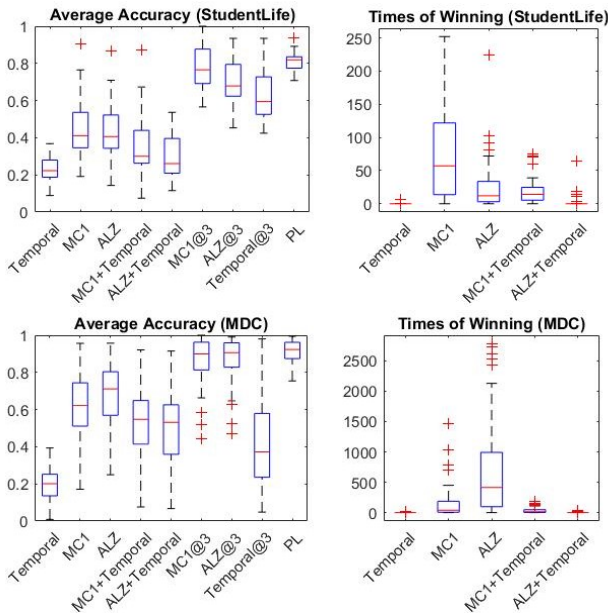 Average Accuracy (StudentLife)
1
0.8
0.6
0.4
0.2
0
Temporal
MC1
ALZ
MC1+Temporal
ALZ+Temporal
MC1@3
ALZ@3
Temporal@3
PL
Times of Winning (StudentLife)
250
200
150
100
50
0
Temporal
MC1
ALZ
MC1+Temporal
ALZ+Temporal
Average Accuracy (MDC)
1
0.8
0.6
0.4
0.2
0
Temporal
MC1
ALZ
MC1+Temporal
ALZ+Temporal
MC1@3
ALZ@3
Temporal@3
PL
Times of Winning (MDC)
2500
2000
1500
1000
500
0
Temporal
MC1
ALZ
MC1+Temporal
ALZ+Temporal